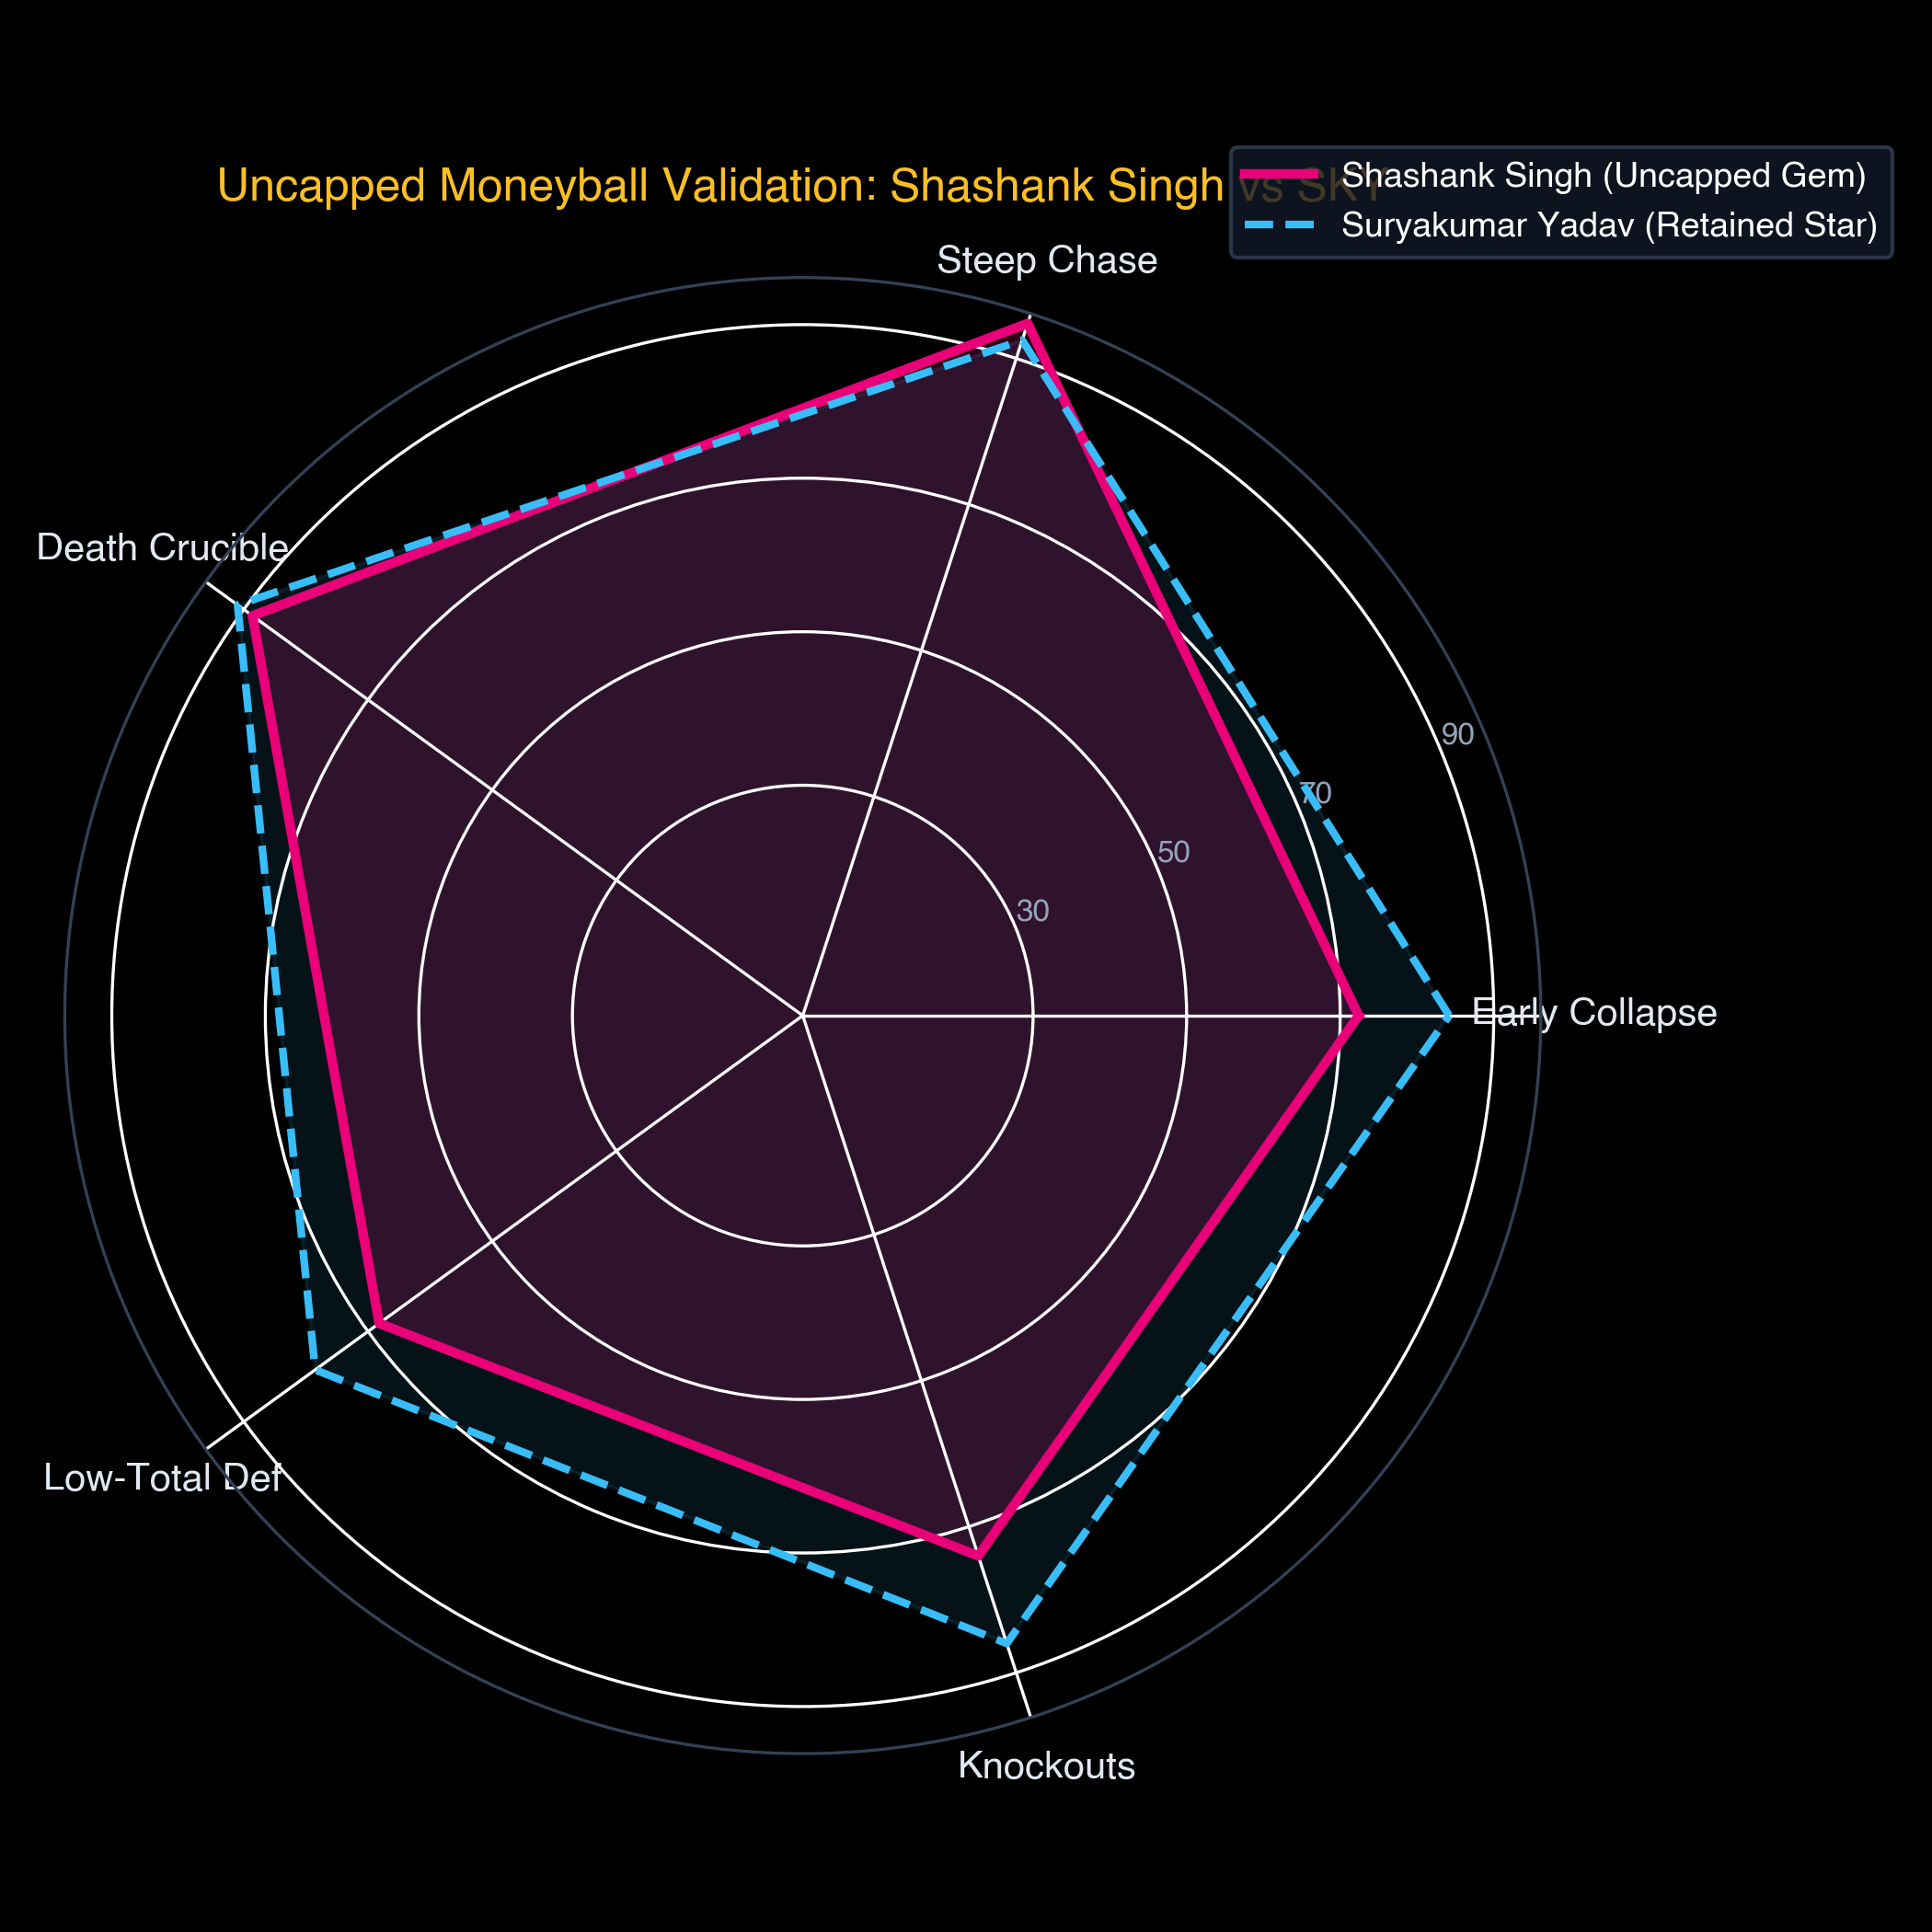 Uncapped Moneyball Validation: Shashank Singh vs SKY
Shashank Singh (Uncapped Gem)
Suryakumar Yadav (Retained Star)
Steep Chase
Death Crucible
90
70
50
30
Early Collapse
Low-Total Def
Knockouts